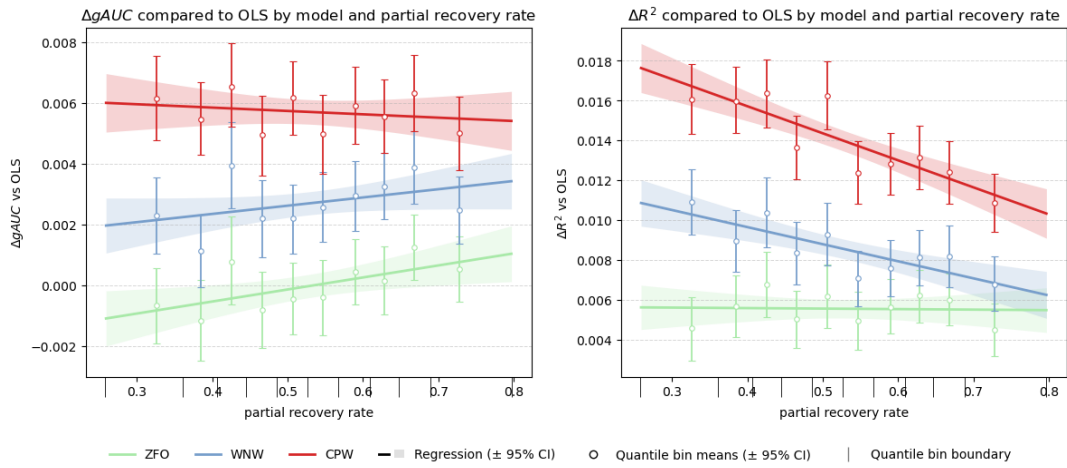 ΔgAUC compared to OLS by model and partial recovery rate
0.008
0.006
0.004
0.002
0.000
−0.002
ΔgAUC vs OLS
0.3 0.4 0.5 0.6 0.7 0.8
partial recovery rate
ΔR² compared to OLS by model and partial recovery rate
0.018
0.016
0.014
0.012
0.010
0.008
0.006
0.004
ΔR² vs OLS
0.3 0.4 0.5 0.6 0.7 0.8
partial recovery rate
ZFO WNW CPW Regression (± 95% CI) Quantile bin means (± 95% CI) Quantile bin boundary